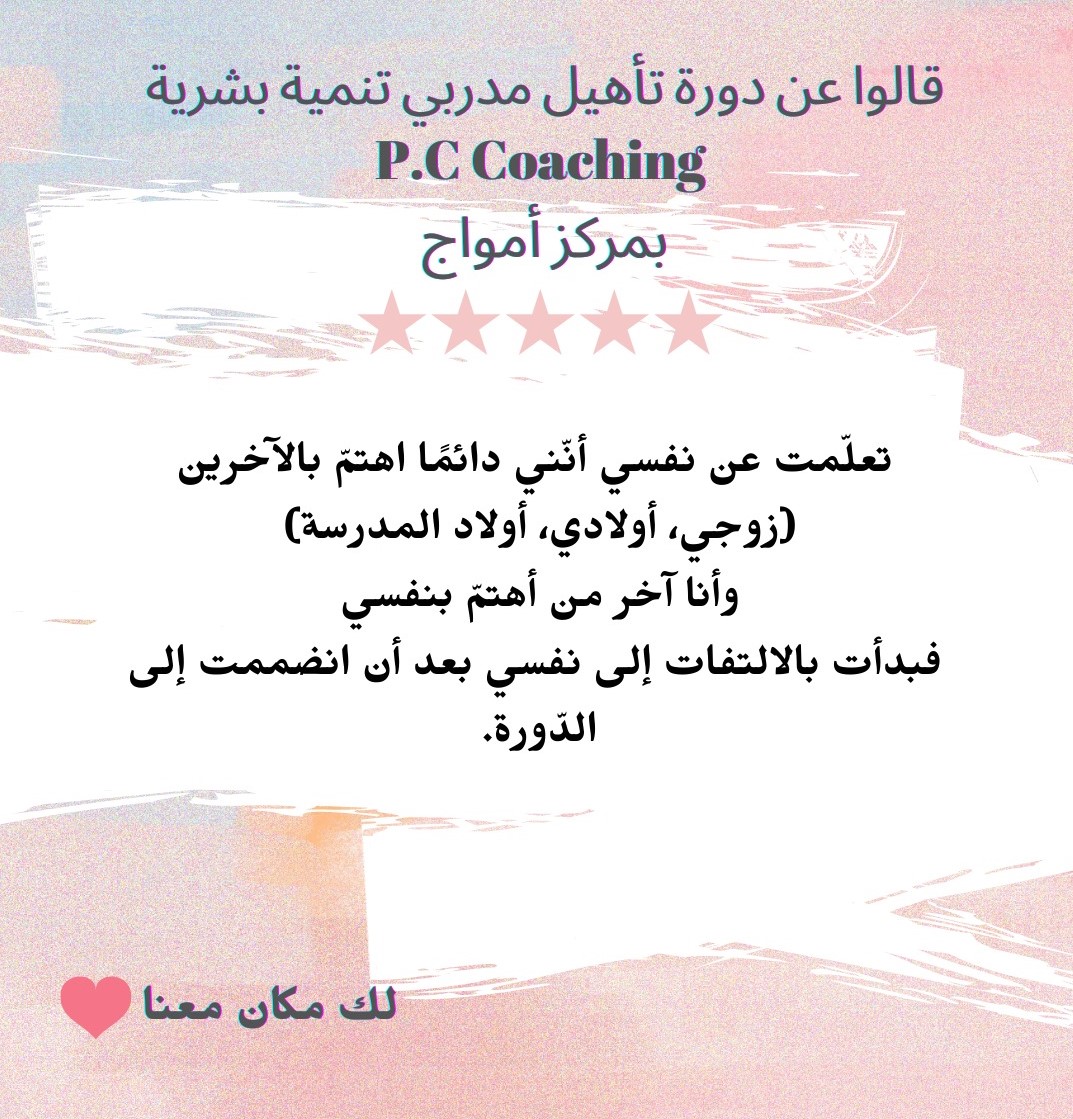 قالوا عن دورة تأهيل مدربي تنمية بشرية
P.C Coaching
بمركز أمواج
تعلّمت عن نفسي أنّني دائمًا اهتمّ بالآخرين
(زوجي، أولادي، أولاد المدرسة)
وأنا آخر من أهتمّ بنفسي
فبدأت بالالتفات إلى نفسي بعد أن انضممت إلى
الدّورة.
لك مكان معنا